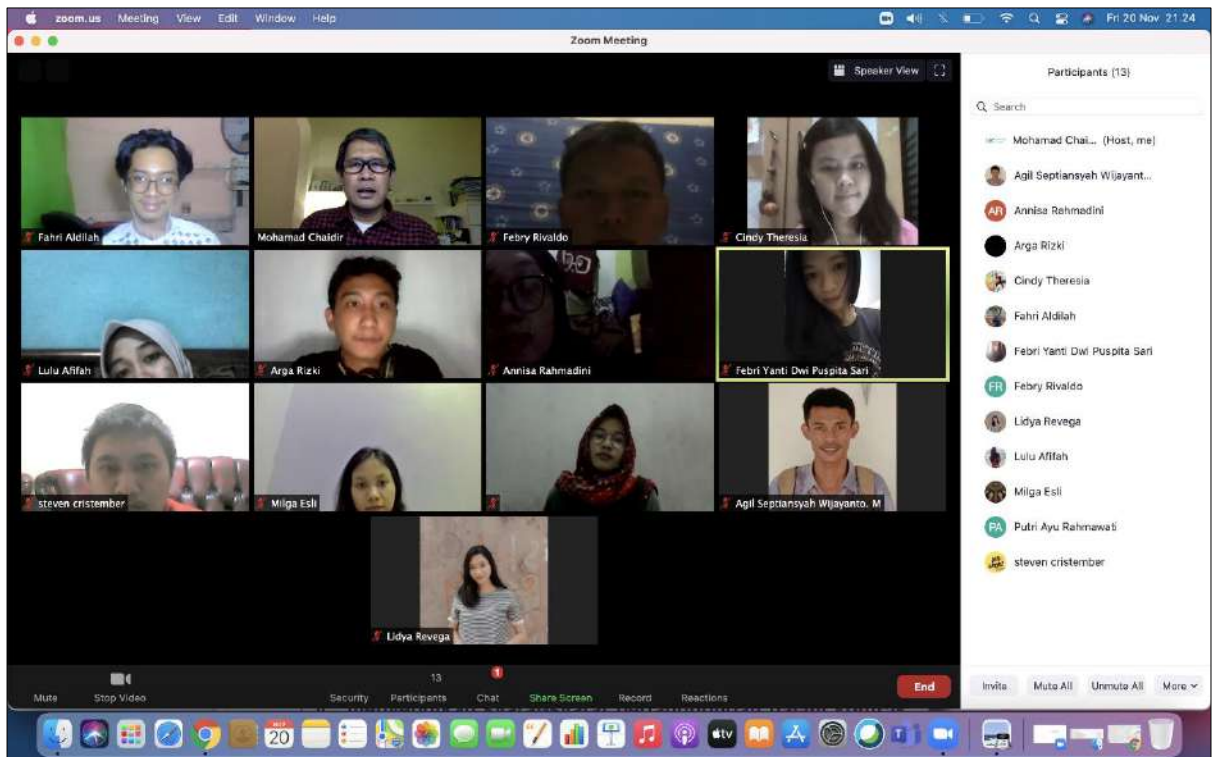 zoom.us Meeting View Edit Window Help Fri 20 Nov 21.24
Zoom Meeting
Speaker View
Fahri Aldilah
Mohamad Chaidir
Febry Rivaldo
Cindy Theresia
Lulu Afifah
Arga Rizki
Annisa Rahmadini
Febri Yanti Dwi Puspita Sari
steven cristember
Milga Esli
Agil Septiansyah Wijayanto. M
Lidya Revega
Participants (13)
Search
Mohamad Chai... (Host, me)
Agil Septiansyah Wijayant...
AR Annisa Rahmadini
Arga Rizki
Cindy Theresia
Fahri Aldilah
Febri Yanti Dwi Puspita Sari
FR Febry Rivaldo
Lidya Revega
Lulu Afifah
Milga Esli
PA Putri Ayu Rahmawati
steven cristember
13
1
Mute Stop Video Security Participants Chat Share Screen Record Reactions End
Invite Mute All Unmute All More
20
tv